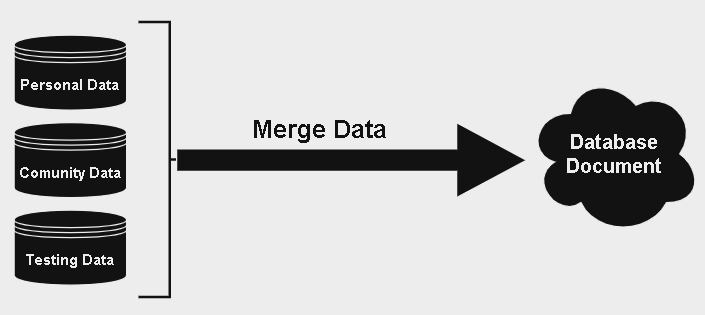 Personal Data
Comunity Data
Testing Data
Merge Data
Database
Document